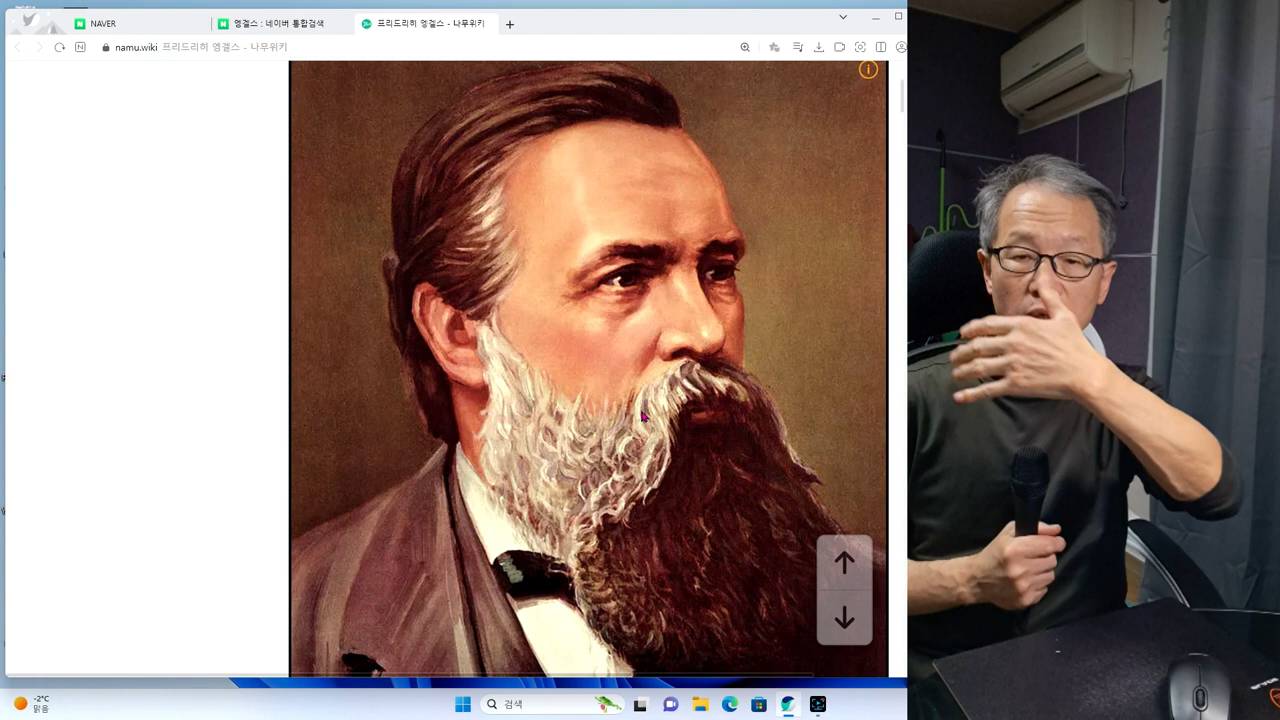 NAVER
엥겔스 : 네이버 통합검색
프리드리히 엥겔스 - 나무위키
namu.wiki 프리드리히 엥겔스 - 나무위키
-2°C
맑음
검색